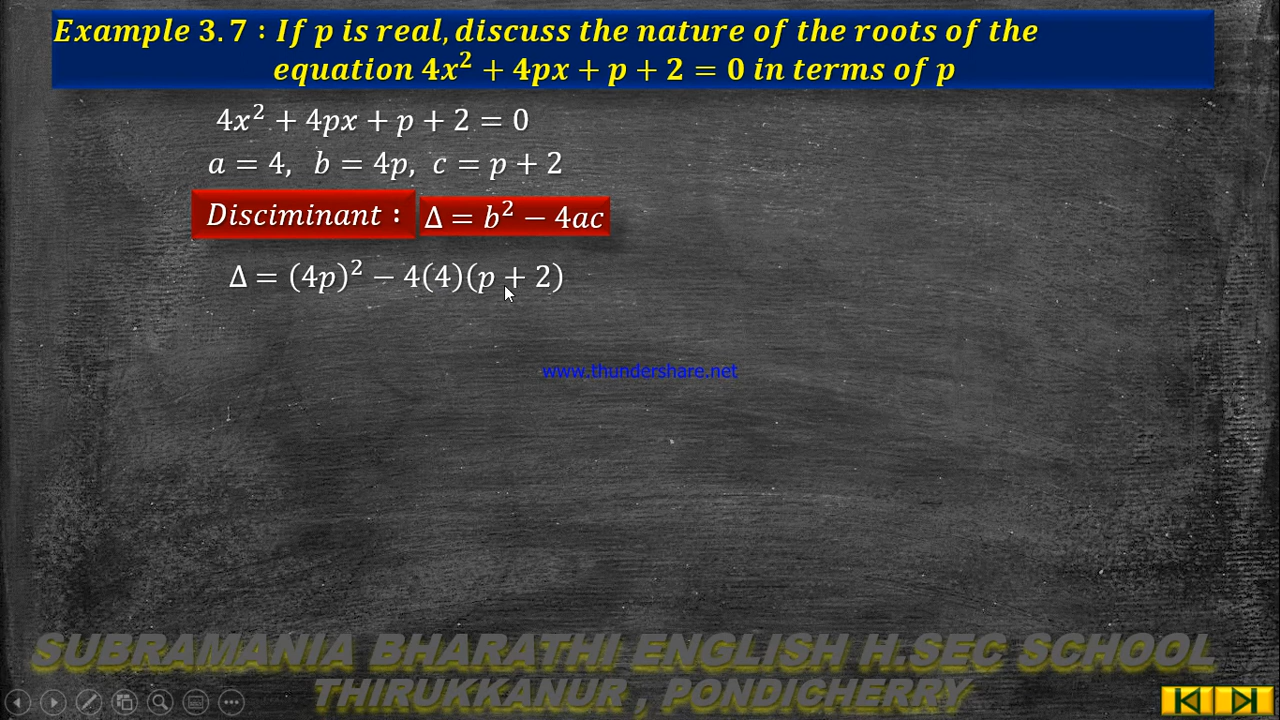 Example 3.7 : If p is real, discuss the nature of the roots of the
equation 4x² + 4px + p + 2 = 0 in terms of p
4x² + 4px + p + 2 = 0
a = 4, b = 4p, c = p + 2
Disciminant : Δ = b² − 4ac
Δ = (4p)² − 4(4)(p + 2)
www.thundershare.net
SUBRAMANIA BHARATHI ENGLISH H.SEC SCHOOL
THIRUKKANUR , PONDICHERRY